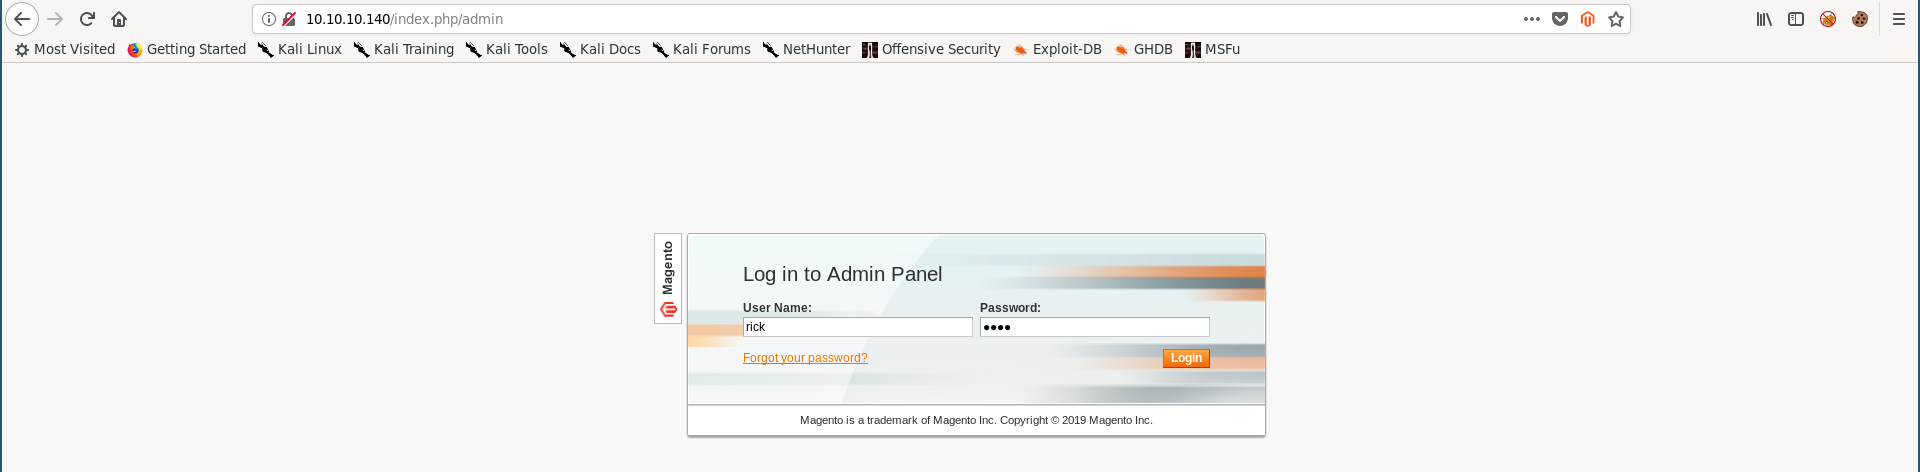 10.10.10.140/index.php/admin
Most Visited Getting Started Kali Linux Kali Training Kali Tools Kali Docs Kali Forums NetHunter Offensive Security Exploit-DB GHDB MSFu
Magento
Log in to Admin Panel
User Name: Password:
rick ●●●●
Forgot your password? Login
Magento is a trademark of Magento Inc. Copyright © 2019 Magento Inc.